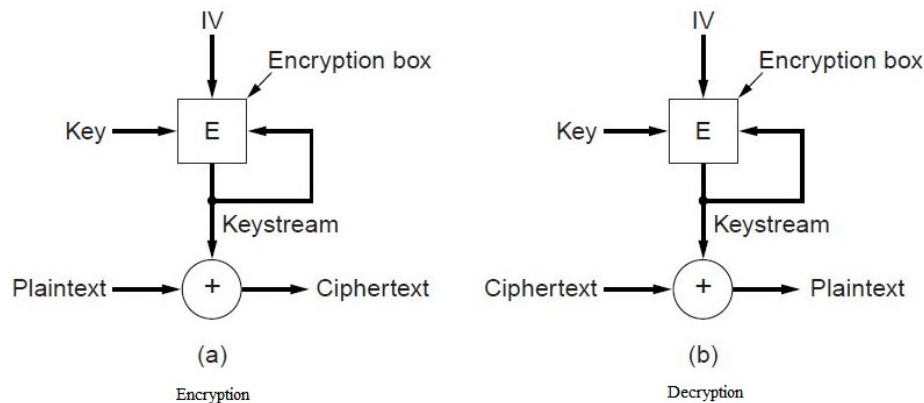 IV
Encryption box
Key
E
Keystream
Plaintext
+
Ciphertext
(a)
Encryption
IV
Encryption box
Key
E
Keystream
Ciphertext
+
Plaintext
(b)
Decryption